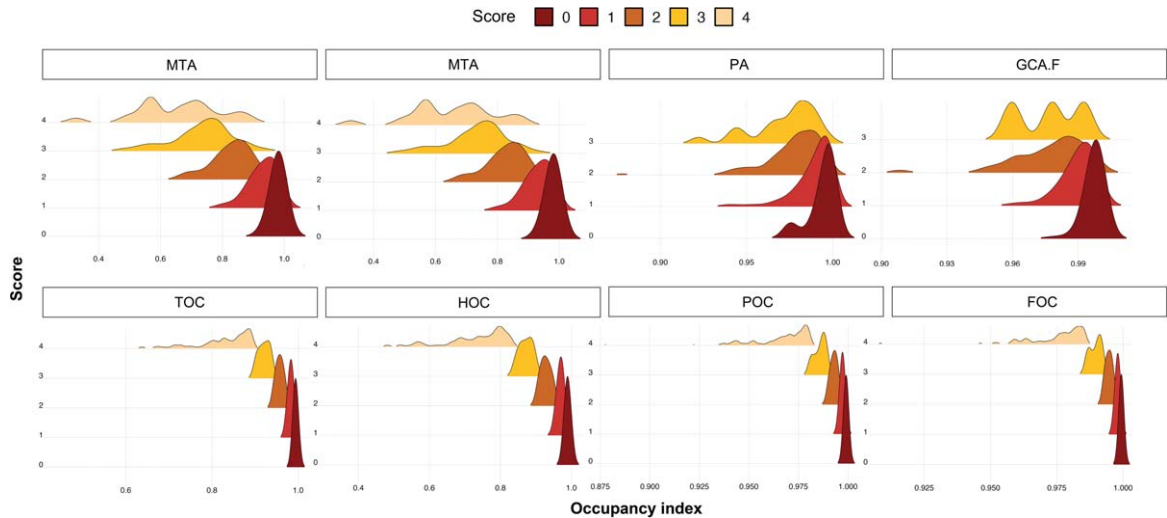 Score 0 1 2 3 4
MTA MTA PA GCA.F
4 4
3 3 3 3
2 2 2 2
1 1 1 1
0 0 0 0
0.4 0.6 0.8 1.0 0.4 0.6 0.8 1.0 0.90 0.95 1.00 0.90 0.93 0.96 0.99
Score
TOC HOC POC FOC
4 4 4 4
3 3 3 3
2 2 2 2
1 1 1 1
0 0 0 0
0.6 0.8 1.0 0.4 0.6 0.8 1.0 0.875 0.900 0.925 0.950 0.975 1.000 0.925 0.950 0.975 1.000
Occupancy index